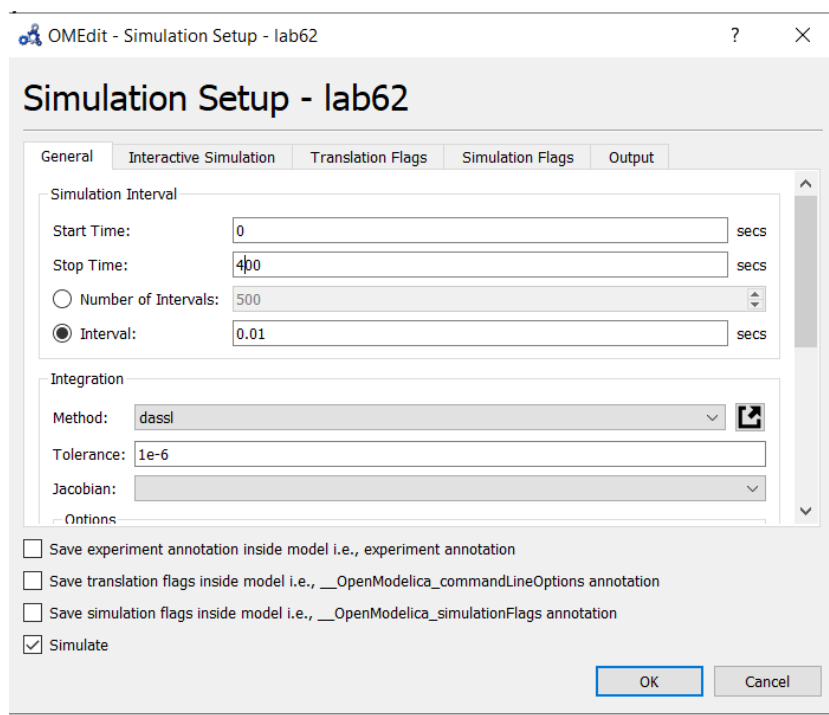 OMEdit - Simulation Setup - lab62 ?
Simulation Setup - lab62
General Interactive Simulation Translation Flags Simulation Flags Output
Simulation Interval
Start Time: 0 secs
Stop Time: 400 secs
Number of Intervals: 500
Interval: 0.01 secs
Integration
Method: dassl
Tolerance: 1e-6
Jacobian:
Options
Save experiment annotation inside model i.e., experiment annotation
Save translation flags inside model i.e., __OpenModelica_commandLineOptions annotation
Save simulation flags inside model i.e., __OpenModelica_simulationFlags annotation
Simulate
OK Cancel